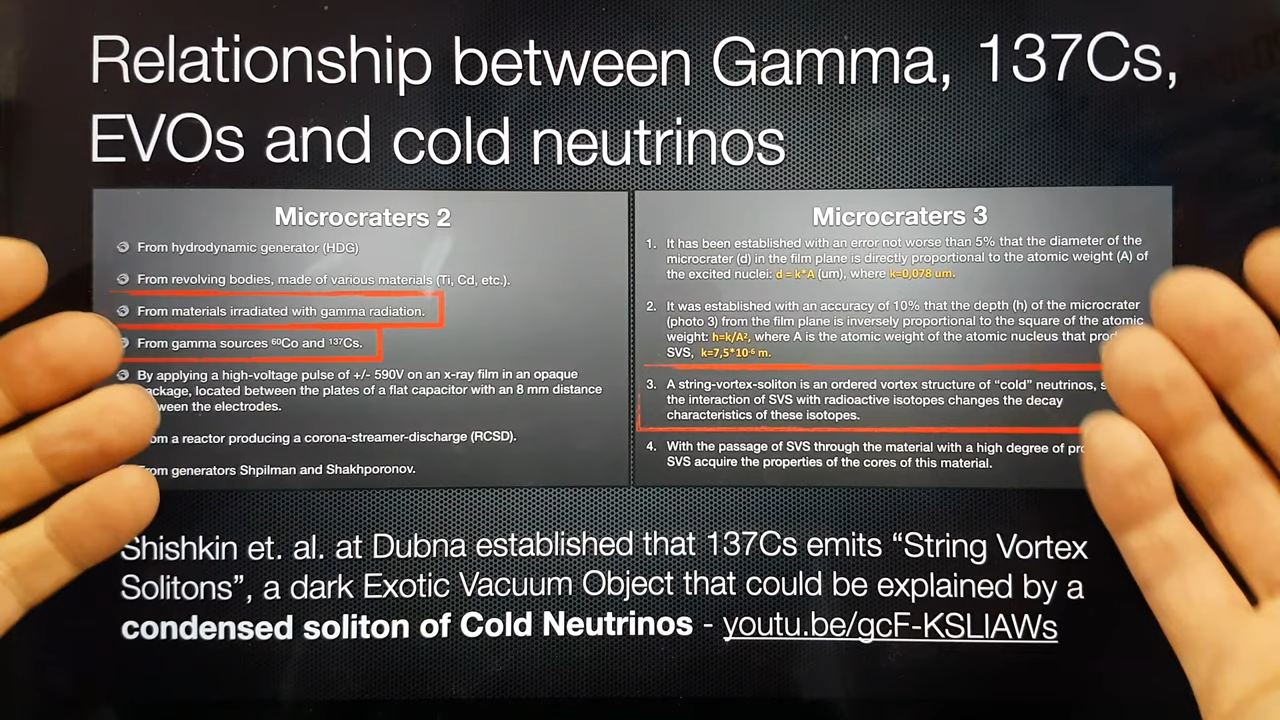 Relationship between Gamma, 137Cs,
EVOs and cold neutrinos
Microcraters 2
From hydrodynamic generator (HDG)
From revolving bodies, made of various materials (Ti, Cd, etc.).
From materials irradiated with gamma radiation.
From gamma sources ⁶⁰Co and ¹³⁷Cs.
By applying a high-voltage pulse of +/- 590V on an x-ray film in an opaque
located between the plates of a flat capacitor with an 8 mm distance
the electrodes.
a reactor producing a corona-streamer-discharge (RCSD).
From generators Shpilman and Shakhporonov.
Microcraters 3
1. It has been established with an error not worse than 5% that the diameter of the
microcrater (d) in the film plane is directly proportional to the atomic weight (A) of
the excited nuclei: d = k*A (um), where k=0,078 um.
2. It was established with an accuracy of 10% that the depth (h) of the microcrater
(photo 3) from the film plane is inversely proportional to the square of the atomic
weight: h=k/A², where A is the atomic weight of the atomic nucleus that
SVS, k=7,5*10⁻⁶ m.
3. A string-vortex-soliton is an ordered vortex structure of “cold” neutrinos,
the interaction of SVS with radioactive isotopes changes the decay
characteristics of these isotopes.
4. With the passage of SVS through the material with a high degree of
SVS acquire the properties of the cores of this material.
Shishkin et. al. at Dubna established that 137Cs emits “String Vortex
Solitons”, a dark Exotic Vacuum Object that could be explained by a
condensed soliton of Cold Neutrinos - youtu.be/gcF-KSLIAWs